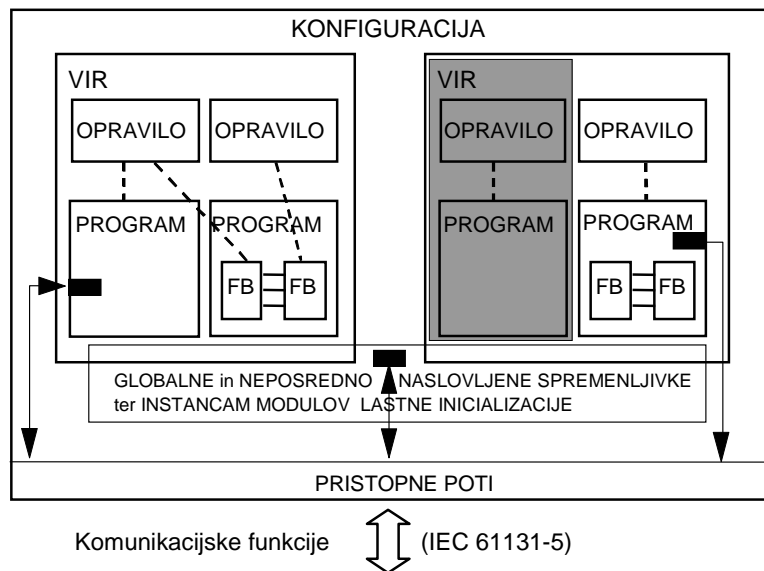 KONFIGURACIJA
VIR
OPRAVILO
OPRAVILO
PROGRAM
PROGRAM
FB
FB
VIR
OPRAVILO
OPRAVILO
PROGRAM
PROGRAM
FB
FB
GLOBALNE in NEPOSREDNO NASLOVLJENE SPREMENLJIVKE
ter INSTANCAM MODULOV LASTNE INICIALIZACIJE
PRISTOPNE POTI
Komunikacijske funkcije (IEC 61131-5)